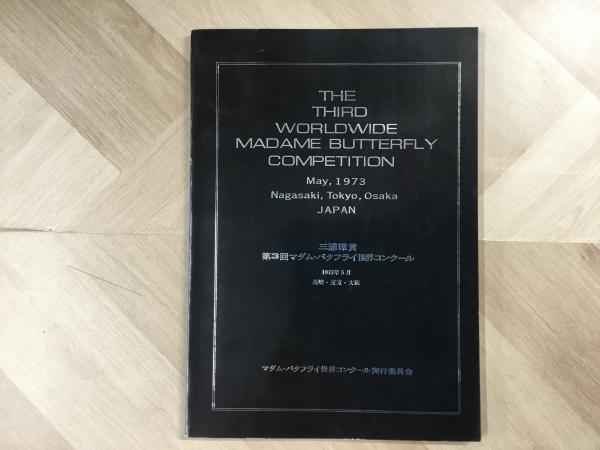 THE
THIRD
WORLDWIDE
MADAME BUTTERFLY
COMPETITION
May, 1973
Nagasaki, Tokyo, Osaka
JAPAN
三浦環賞
第3回マダム・バタフライ世界コンクール
1973年5月
長崎・東京・大阪
マダム・バタフライ世界コンクール実行委員会